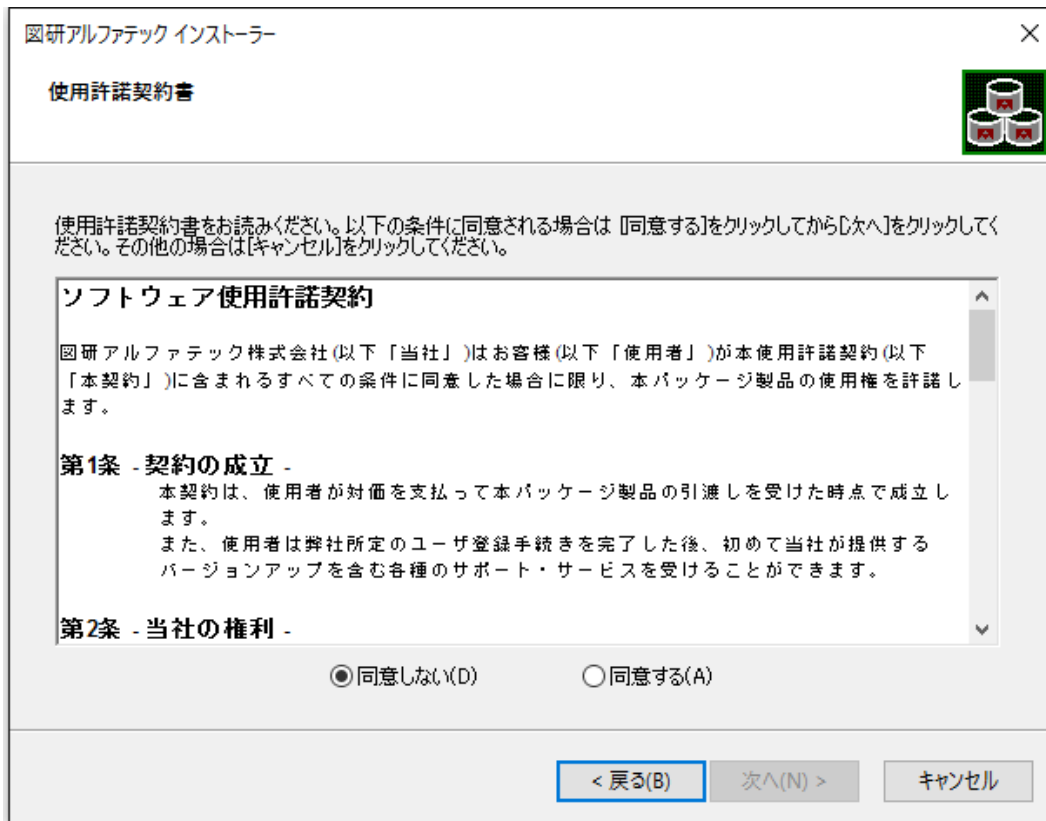 図研アルファテック インストーラー
使用許諾契約書
使用許諾契約書をお読みください。以下の条件に同意される場合は [同意する]をクリックしてから[次へ]をクリックしてく
ださい。その他の場合は[キャンセル]をクリックしてください。
ソフトウェア使用許諾契約
図研アルファテック株式会社(以下「当社」)はお客様(以下「使用者」)が本使用許諾契約(以下
「本契約」)に含まれるすべての条件に同意した場合に限り、本パッケージ製品の使用権を許諾し
ます。
第1条 - 契約の成立 -
本契約は、使用者が対価を支払って本パッケージ製品の引渡しを受けた時点で成立し
ます。
また、使用者は弊社所定のユーザ登録手続きを完了した後、初めて当社が提供する
バージョンアップを含む各種のサポート・サービスを受けることができます。
第2条 - 当社の権利 -
同意しない(D) 同意する(A)
< 戻る(B) 次へ(N) > キャンセル